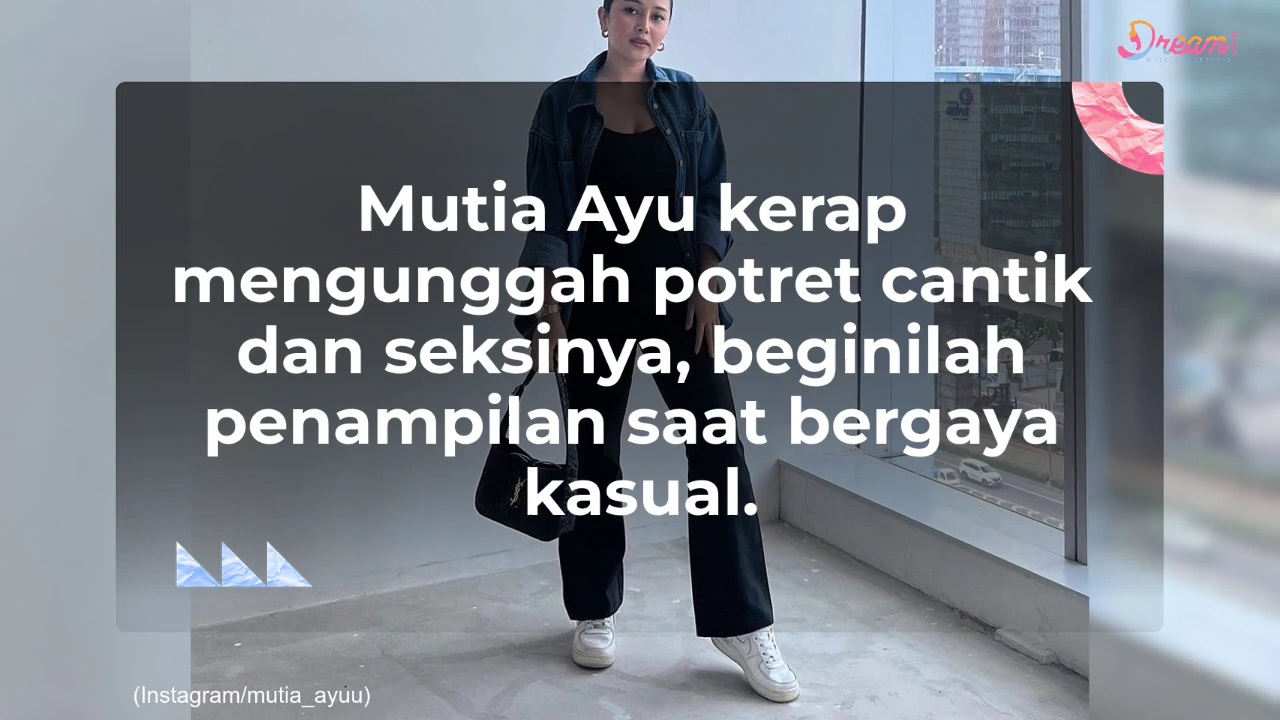 Dream
Mutia Ayu kerap
mengunggah potret cantik
dan seksinya, beginilah
penampilan saat bergaya
kasual.
(Instagram/mutia_ayuu)